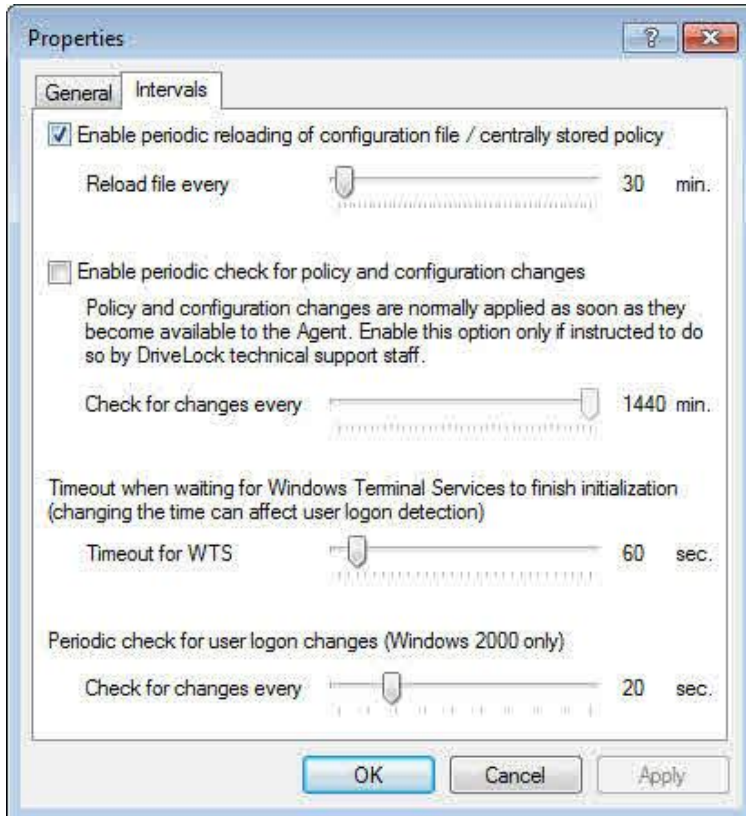 Properties
General
Intervals
Enable periodic reloading of configuration file / centrally stored policy
Reload file every 30 min.
Enable periodic check for policy and configuration changes
Policy and configuration changes are normally applied as soon as they
become available to the Agent. Enable this option only if instructed to do
so by DriveLock technical support staff.
Check for changes every 1440 min.
Timeout when waiting for Windows Terminal Services to finish initialization
(changing the time can affect user logon detection)
Timeout for WTS 60 sec.
Periodic check for user logon changes (Windows 2000 only)
Check for changes every 20 sec.
OK Cancel Apply